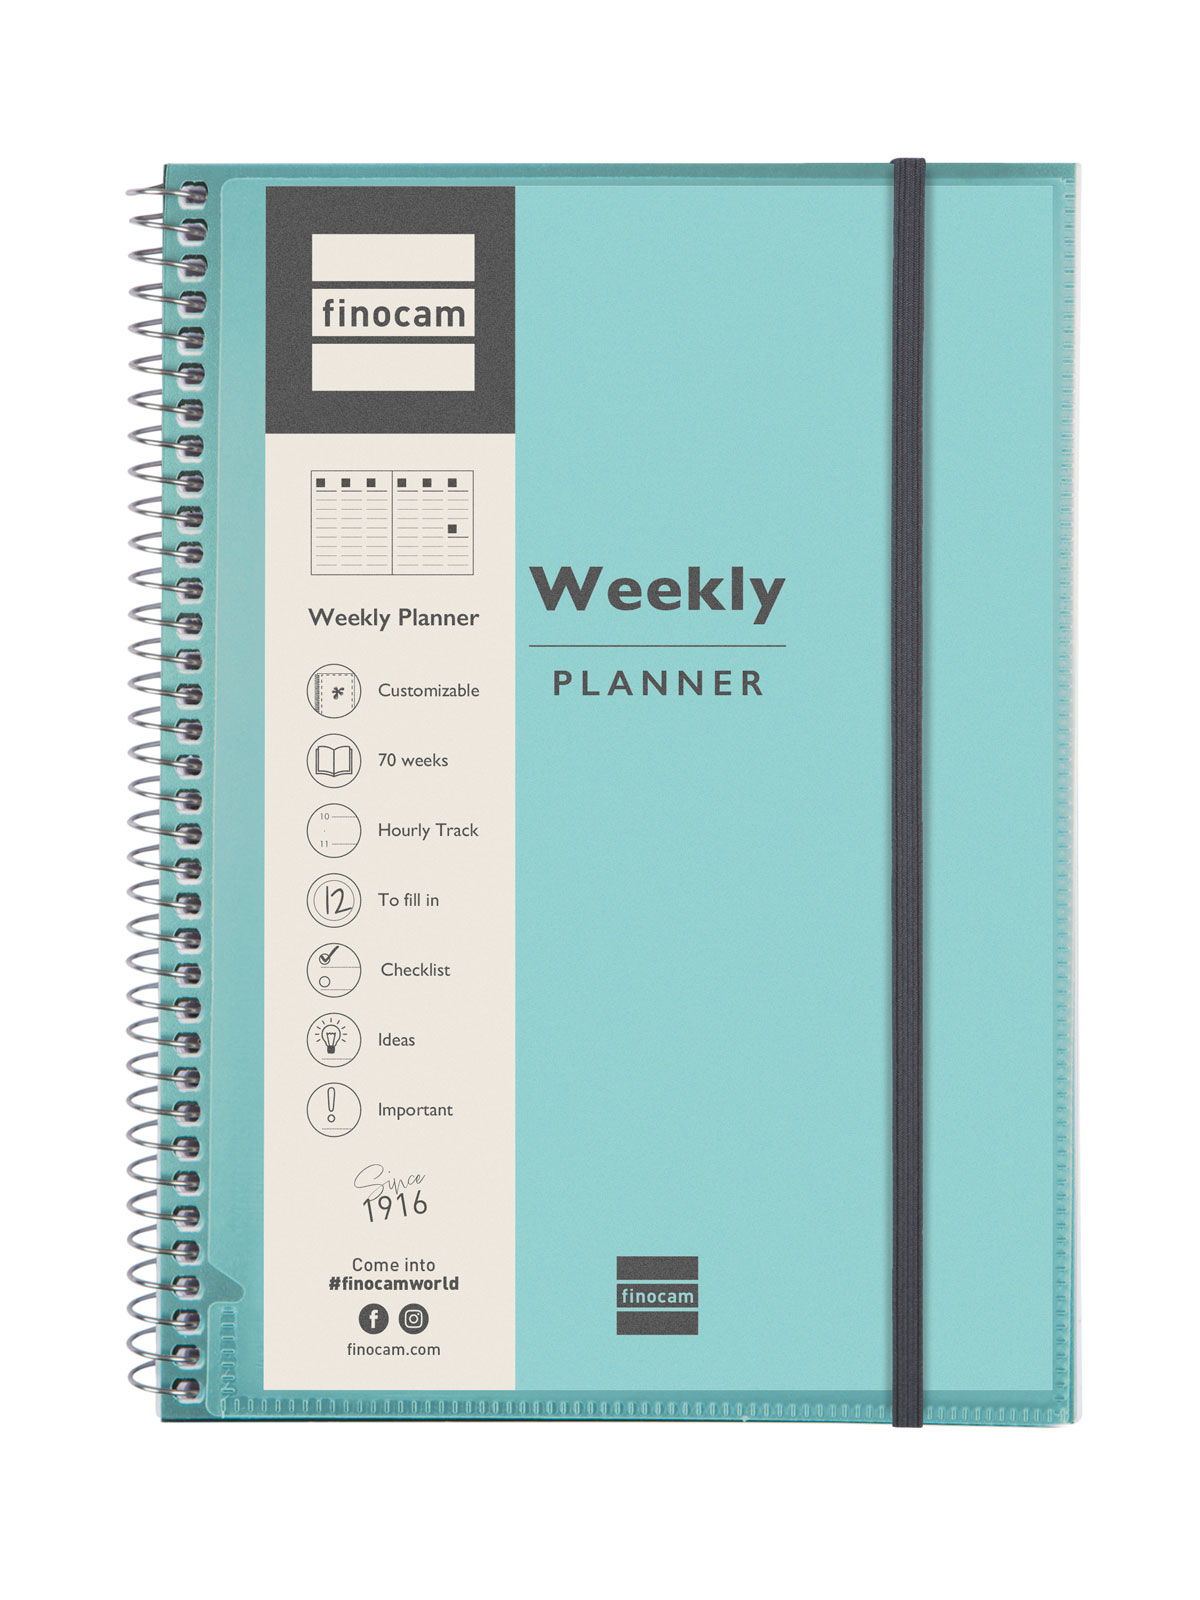 finocam
Weekly Planner
Customizable
70 weeks
10
11
Hourly Track
12
To fill in
Checklist
Ideas
Important
Since
1916
Come into
#finocamworld
f
finocam.com
Weekly
PLANNER
finocam